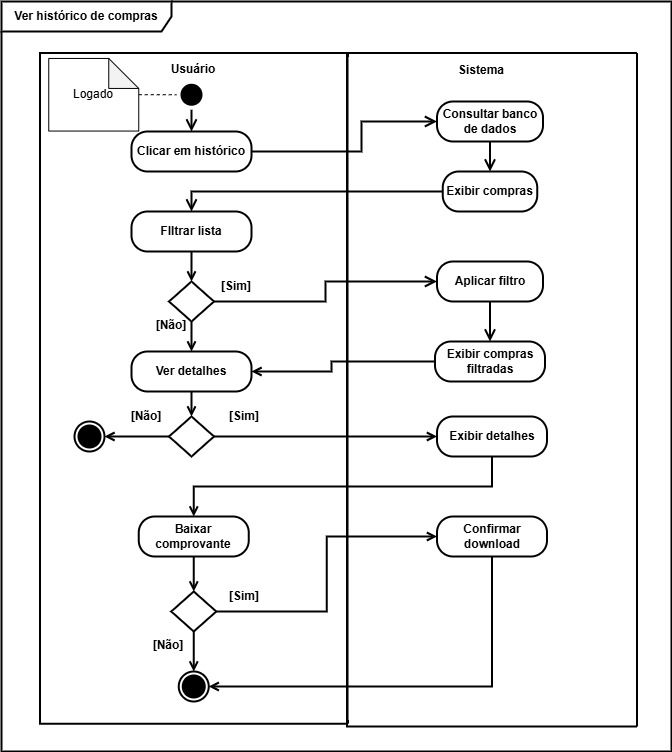 Ver histórico de compras
Usuário
Sistema
Logado
Consultar banco
de dados
Clicar em histórico
Exibir compras
FIltrar lista
[Sim]
Aplicar filtro
[Não]
Exibir compras
filtradas
Ver detalhes
[Não]
[Sim]
Exibir detalhes
Baixar
comprovante
Confirmar
download
[Sim]
[Não]